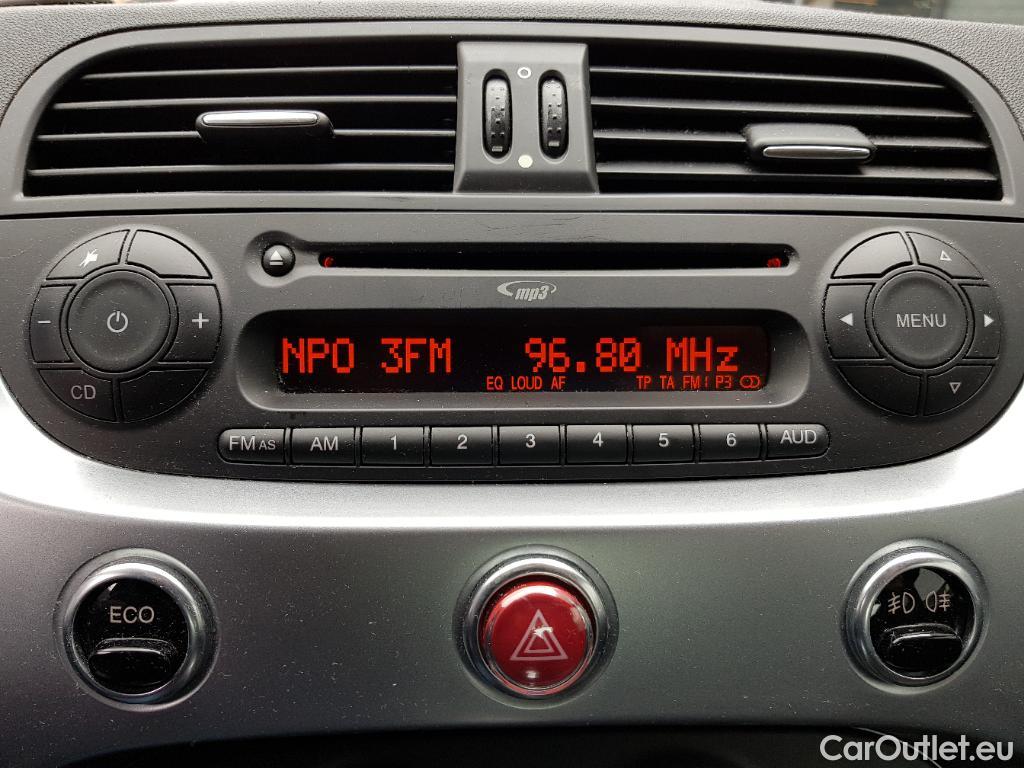 mp3
NPO 3FM 96.80 MHz
EQ LOUD AF TP TA FM1 P3
− +
CD
MENU
FM AS AM 1 2 3 4 5 6 AUD
ECO
CarOutlet.eu